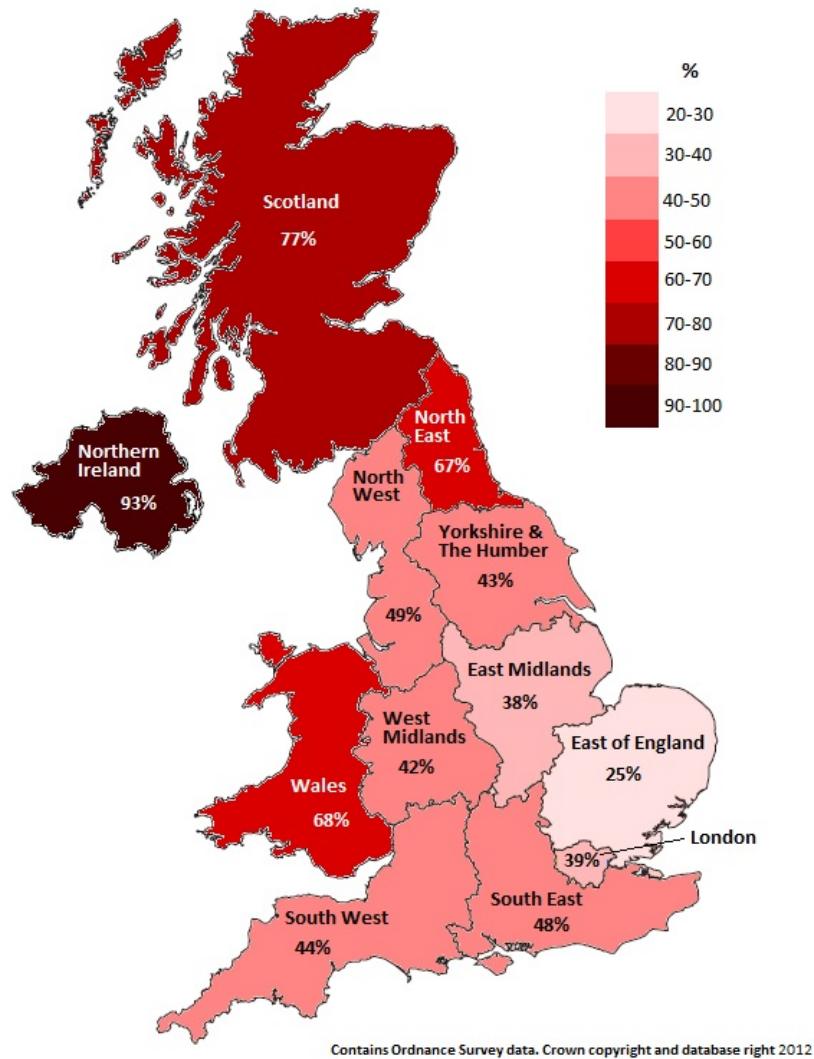 %
20-30
30-40
40-50
50-60
60-70
70-80
80-90
90-100
Scotland
77%
North
East
67%
Northern
Ireland
93%
North
West
49%
Yorkshire &
The Humber
43%
East Midlands
38%
West
Midlands
42%
East of England
25%
Wales
68%
London
39%
South East
48%
South West
44%
Contains Ordnance Survey data. Crown copyright and database right 2012